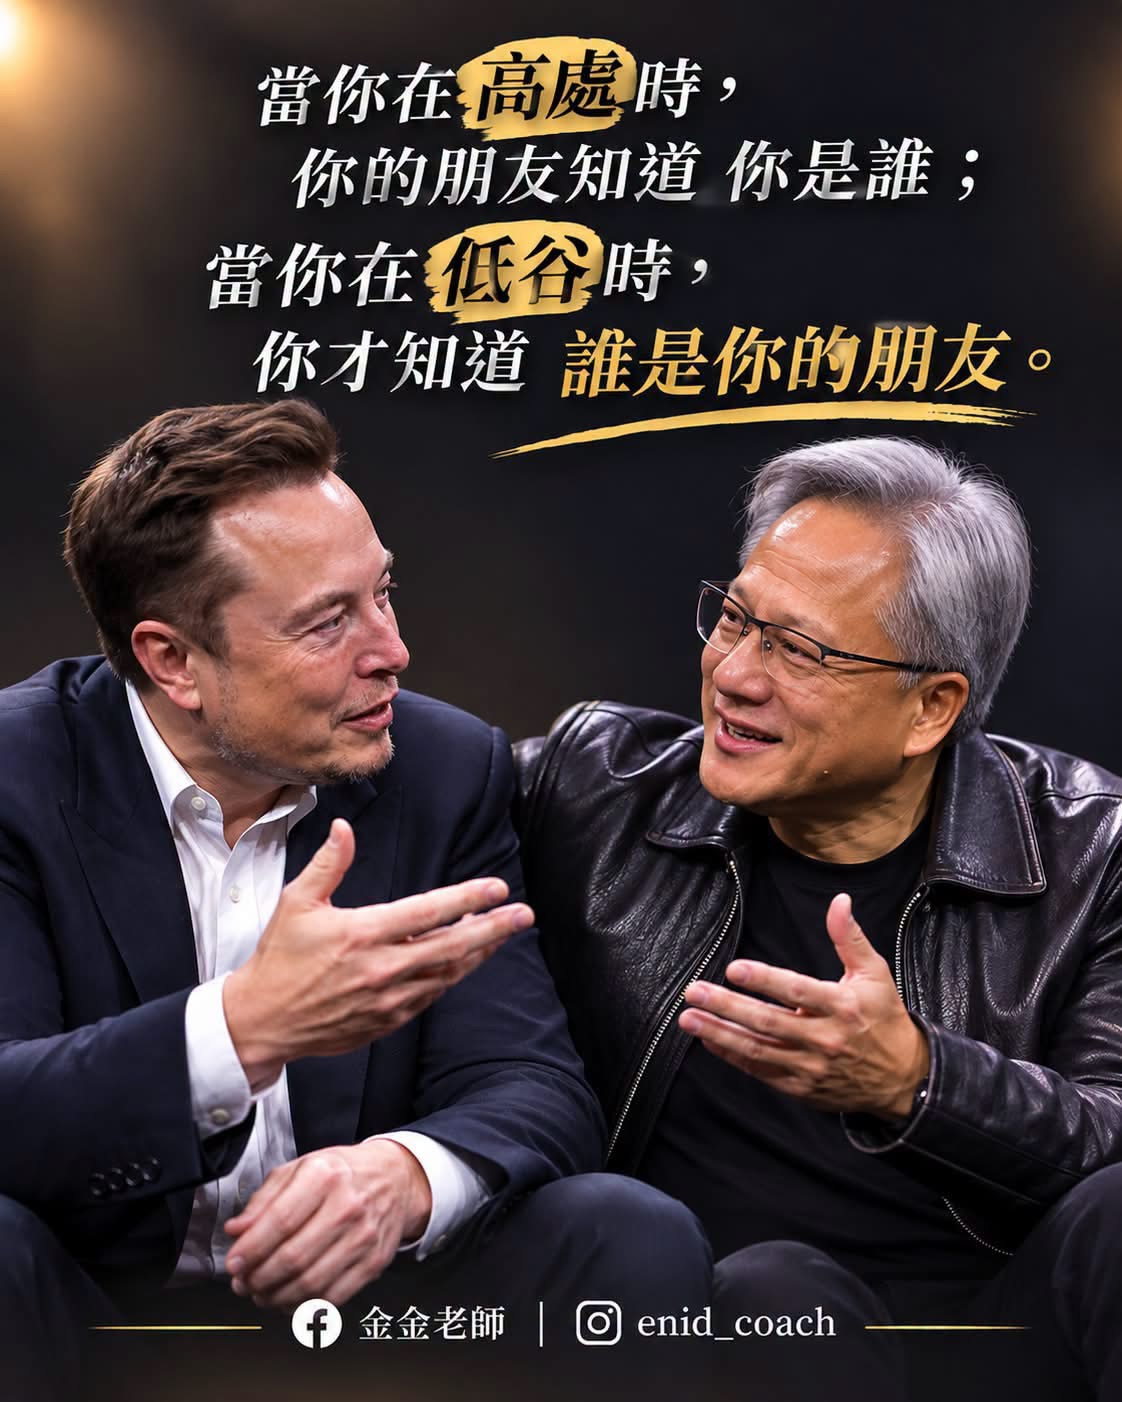 當你在高處時，
你的朋友知道 你是誰；
當你在低谷時，
你才知道 誰是你的朋友。
金金老師 | enid_coach